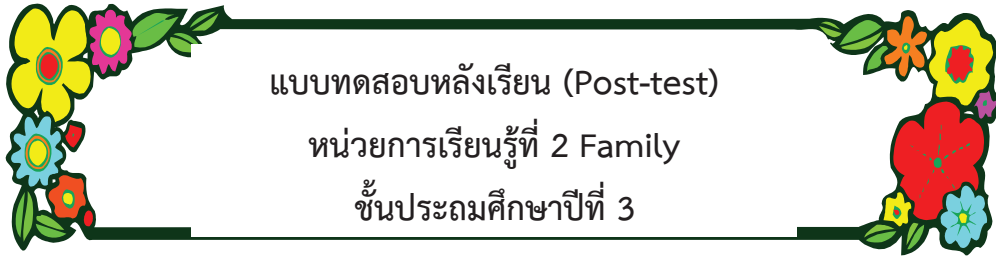 แบบทดสอบหลังเรียน (Post-test)
หน่วยการเรียนรู้ที่ 2 Family
ชั้นประถมศึกษาปีที่ 3